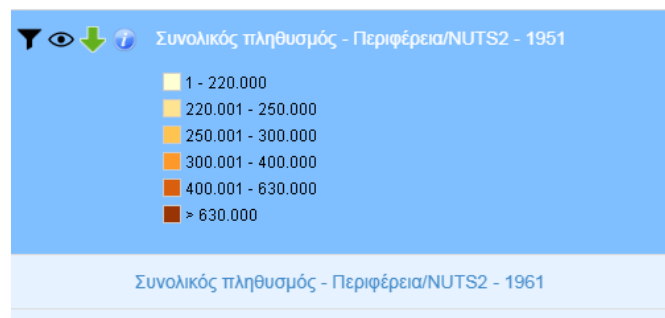 Συνολικός πληθυσμός - Περιφέρεια/NUTS2 - 1951
1 - 220.000
220.001 - 250.000
250.001 - 300.000
300.001 - 400.000
400.001 - 630.000
> 630.000
Συνολικός πληθυσμός - Περιφέρεια/NUTS2 - 1961